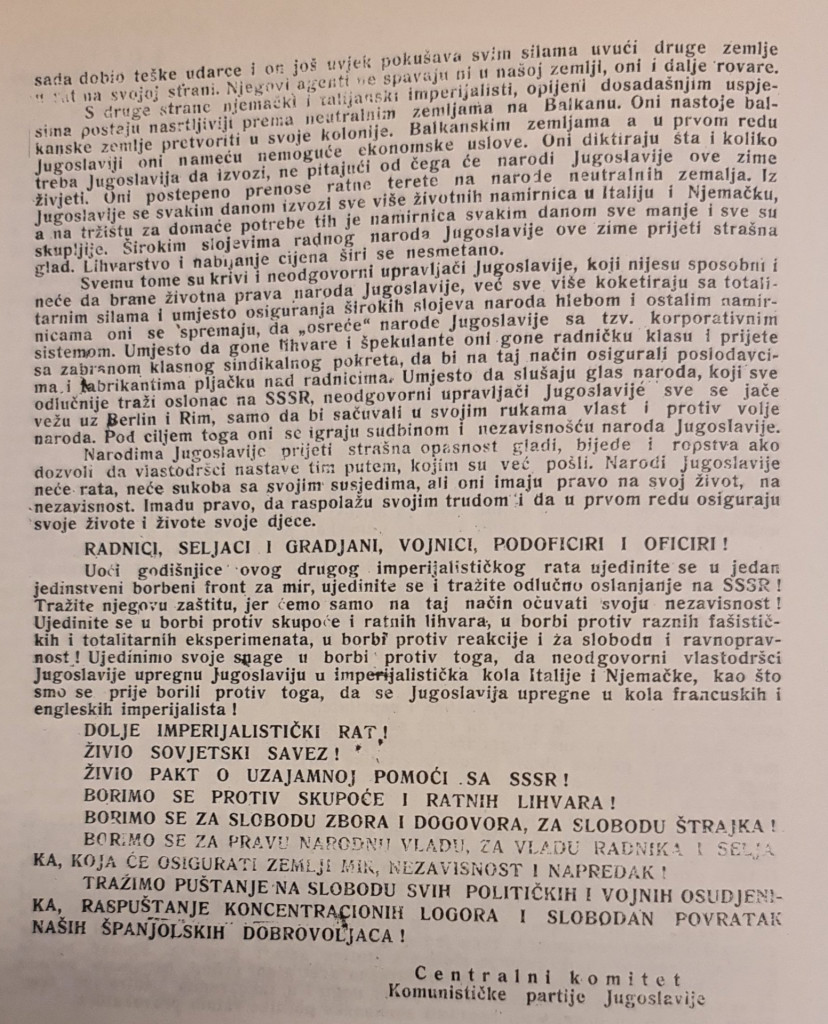 sada dobio teške udarce i on još uvjek pokušava svim silama uvući druge zemlje
u rat na svojoj strani. Njegovi agenti ne spavaju ni u našoj zemlji, oni i dalje rovare.
S druge strane njemački i talijanski imperijalisti, opijeni dosadašnjim uspje-
sima postaju nasrtljiviji prema neutralnim zemljama na Balkanu. Oni nastoje bal-
kanske zemlje pretvoriti u svoje kolonije. Balkanskim zemljama a u prvom redu
Jugoslaviji oni nameću nemoguće ekonomske uslove. Oni diktiraju šta i koliko
treba Jugoslavija da izvozi, ne pitajući od čega će narodi Jugoslavije ove zime
živjeti. Oni postepeno prenose ratne terete na narode neutralnih zemalja. Iz
Jugoslavije se svakim danom izvozi sve više životnih namirnica u Italiju i Njemačku,
a na tržištu za domaće potrebe tih je namirnica svakim danom sve manje i sve su
skupljije. Širokim slojevima radnog naroda Jugoslavije ove zime prijeti strašna
glad. Lihvarstvo i nabijanje cijena širi se nesmetano.
Svemu tome su krivi i neodgovorni upravljači Jugoslavije, koji nijesu sposobni i
neće da brane životna prava naroda Jugoslavije, već sve više koketiraju sa totali-
tarnim silama i umjesto osiguranja širokih slojeva naroda hlebom i ostalim namir-
nicama oni se spremaju, da „osreće“ narode Jugoslavije sa tzv. korporativnim
sistemom. Umjesto da gone lihvare i špekulante oni gone radničku klasu i prijete
sa zabranom klasnog sindikalnog pokreta, da bi na taj način osigurali poslodavci-
ma i fabrikantima pljačku nad radnicima. Umjesto da slušaju glas naroda, koji sve
odlučnije traži oslonac na SSSR, neodgovorni upravljači Jugoslavije sve se jače
vežu uz Berlin i Rim, samo da bi sačuvali u svojim rukama vlast i protiv volje
naroda. Pod ciljem toga oni se igraju sudbinom i nezavisnošću naroda Jugoslavije.
Narodima Jugoslavije prijeti strašna opasnost gladi, bijede i ropstva ako
dozvoli da vlastodršci nastave tim putem, kojim su već pošli. Narodi Jugoslavije
neće rata, neće sukoba sa svojim susjedima, ali oni imaju pravo na svoj život, na
nezavisnost. Imadu pravo, da raspolažu svojim trudom i da u prvom redu osiguraju
svoje živote i živote svoje djece.
RADNICI, SELJACI I GRADJANI, VOJNICI, PODOFICIRI I OFICIRI !
Uoči godišnjice ovog drugog imperijalističkog rata ujedinite se u jedan
jedinstveni borbeni front za mir, ujedinite se i tražite odlučno oslanjanje na SSSR !
Tražite njegovu zaštitu, jer ćemo samo na taj način očuvati svoju nezavisnost !
Ujedinite se u borbi protiv skupoće i ratnih lihvara, u borbi protiv raznih fašistič-
kih i totalitarnih eksperimenata, u borbi protiv reakcije i za slobodu i ravnoprav-
nost ! Ujedinimo svoje snage u borbi protiv toga, da neodgovorni vlastodršci
Jugoslavije upregnu Jugoslaviju u imperijalistička kola Italije i Njemačke, kao što
smo se prije borili protiv toga, da se Jugoslavija upregne u kola francuskih i
engleskih imperijalista !
DOLJE IMPERIJALISTIČKI RAT !
ŽIVIO SOVJETSKI SAVEZ !
ŽIVIO PAKT O UZAJAMNOJ POMOĆI SA SSSR !
BORIMO SE PROTIV SKUPOĆE I RATNIH LIHVARA !
BORIMO SE ZA SLOBODU ZBORA I DOGOVORA, ZA SLOBODU ŠTRAJKA !
BORIMO SE ZA PRAVU NARODNU VLADU, ZA VLADU RADNIKA I SELJA
KA, KOJA ĆE OSIGURATI ZEMLJI MIR, NEZAVISNOST I NAPREDAK !
TRAŽIMO PUŠTANJE NA SLOBODU SVIH POLITIČKIH I VOJNIH OSUDJENI-
KA, RASPUŠTANJE KONCENTRACIONIH LOGORA I SLOBODAN POVRATAK
NAŠIH ŠPANJOLSKIH DOBROVOLJACA !
Centralni komitet
Komunističke partije Jugoslavije